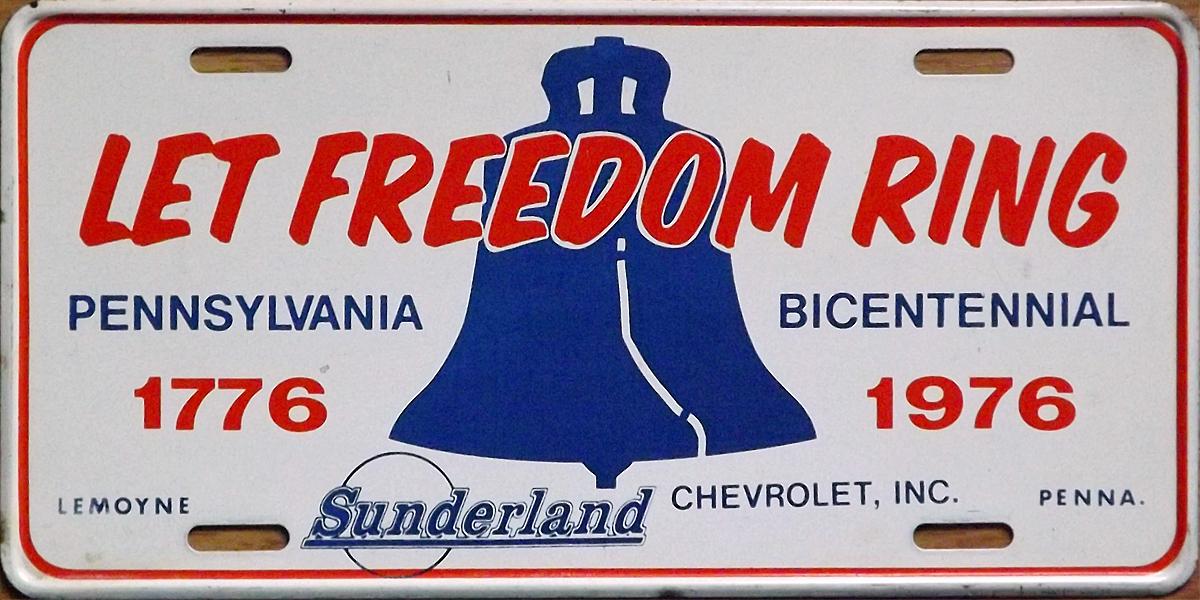 LET FREEDOM RING
PENNSYLVANIA BICENTENNIAL
1776 1976
LEMOYNE Sunderland CHEVROLET, INC. PENNA.